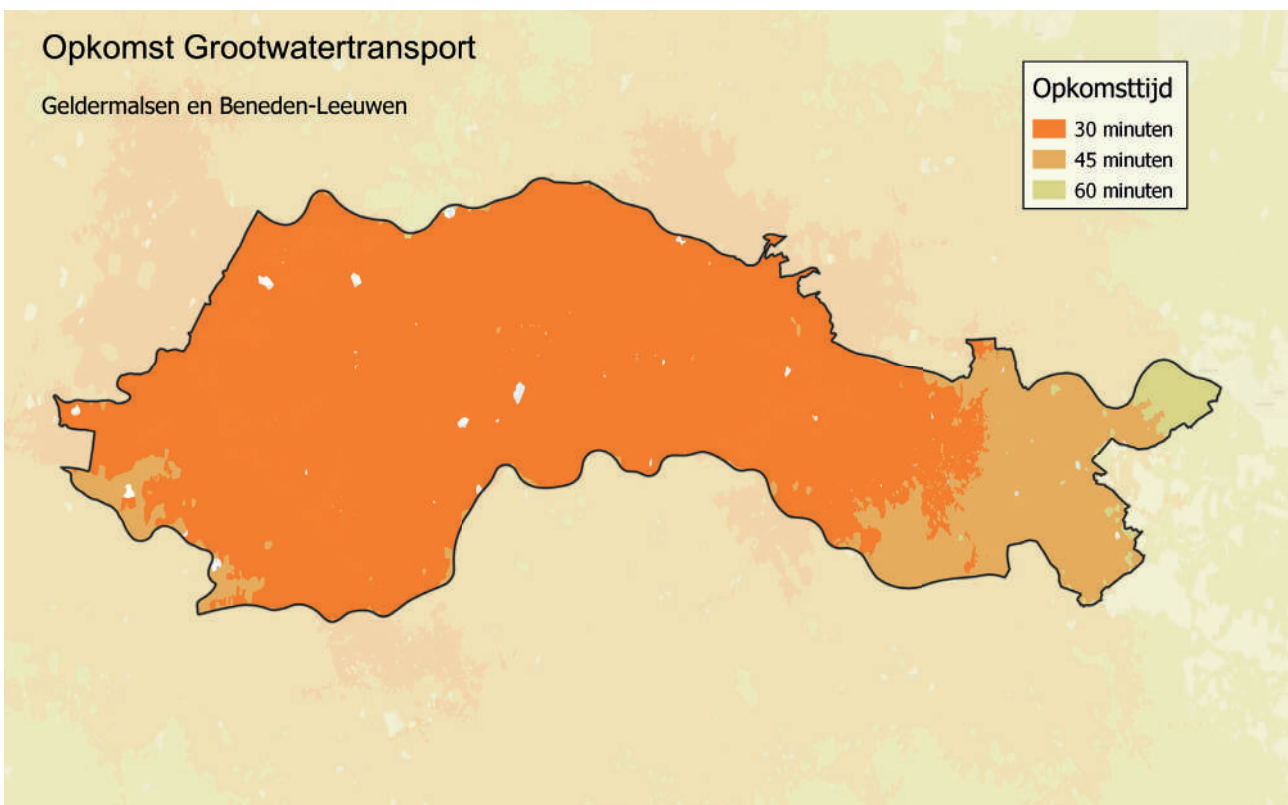 Opkomst Grootwatertransport
Geldermalsen en Beneden-Leeuwen
Opkomsttijd
30 minuten
45 minuten
60 minuten